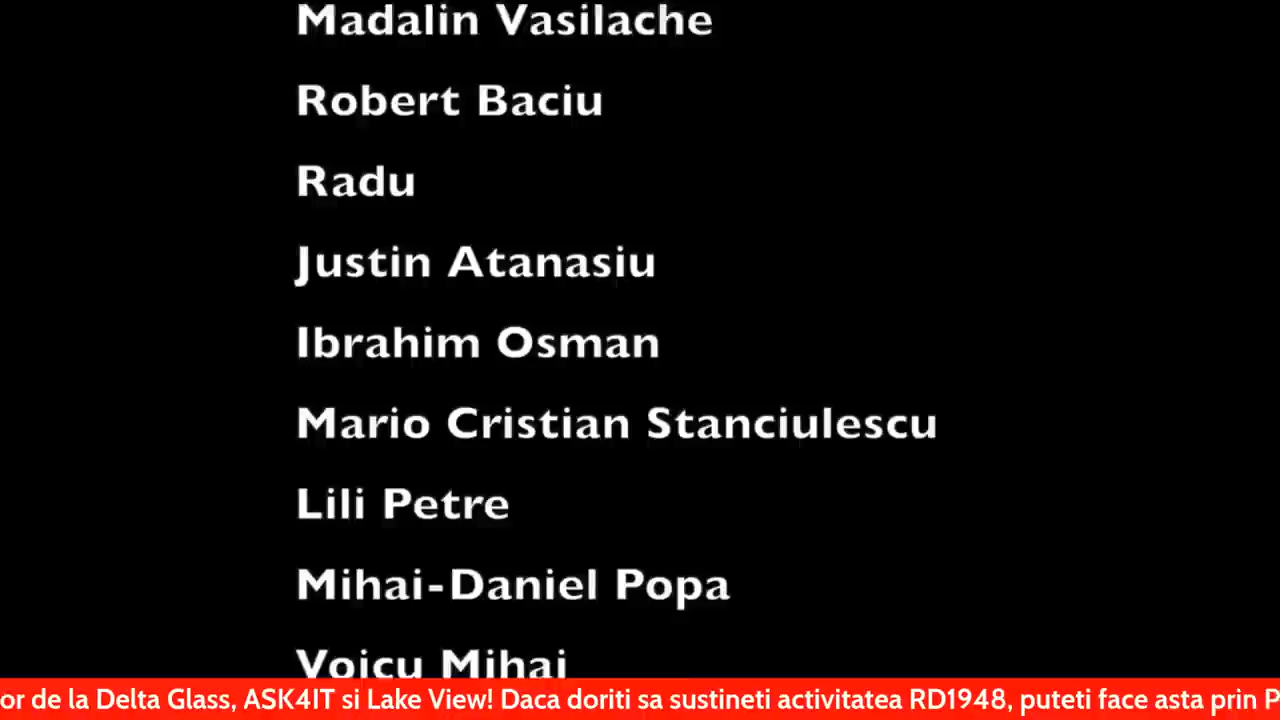 Madalin Vasilache
Robert Baciu
Radu
Justin Atanasiu
Ibrahim Osman
Mario Cristian Stanciulescu
Lili Petre
Mihai-Daniel Popa
Voicu Mihai
or de la Delta Glass, ASK4IT si Lake View! Daca doriti sa sustineti activitatea RD1948, puteti face asta prin P